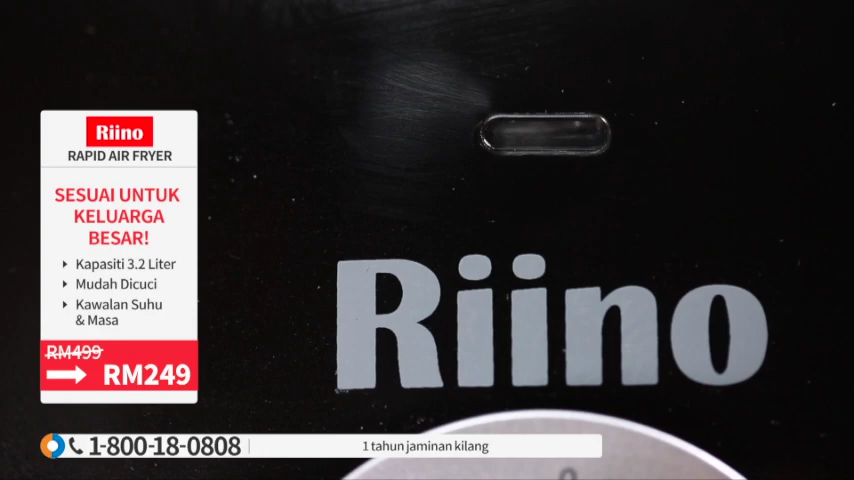 Riino
RAPID AIR FRYER
SESUAI UNTUK
KELUARGA
BESAR!
Kapasiti 3.2 Liter
Mudah Dicuci
Kawalan Suhu
& Masa
RM499
RM249
Riino
0
1-800-18-0808
1 tahun jaminan kilang